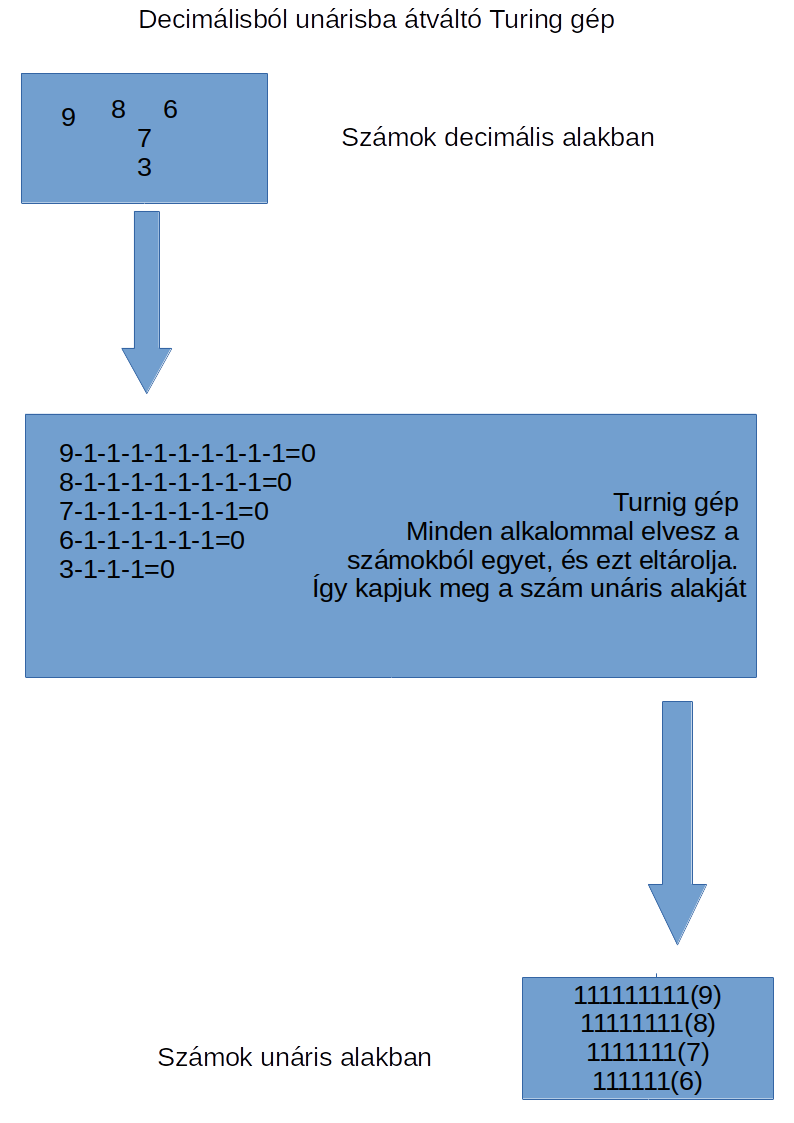 Decimálisból unárisba átváltó Turing gép
9 8 6
7
3
Számok decimális alakban
9-1-1-1-1-1-1-1-1-1=0
8-1-1-1-1-1-1-1-1=0
7-1-1-1-1-1-1-1=0
6-1-1-1-1-1-1=0
3-1-1-1=0
Turnig gép
Minden alkalommal elvesz a
számokból egyet, és ezt eltárolja.
Így kapjuk meg a szám unáris alakját
111111111(9)
11111111(8)
1111111(7)
111111(6)
Számok unáris alakban